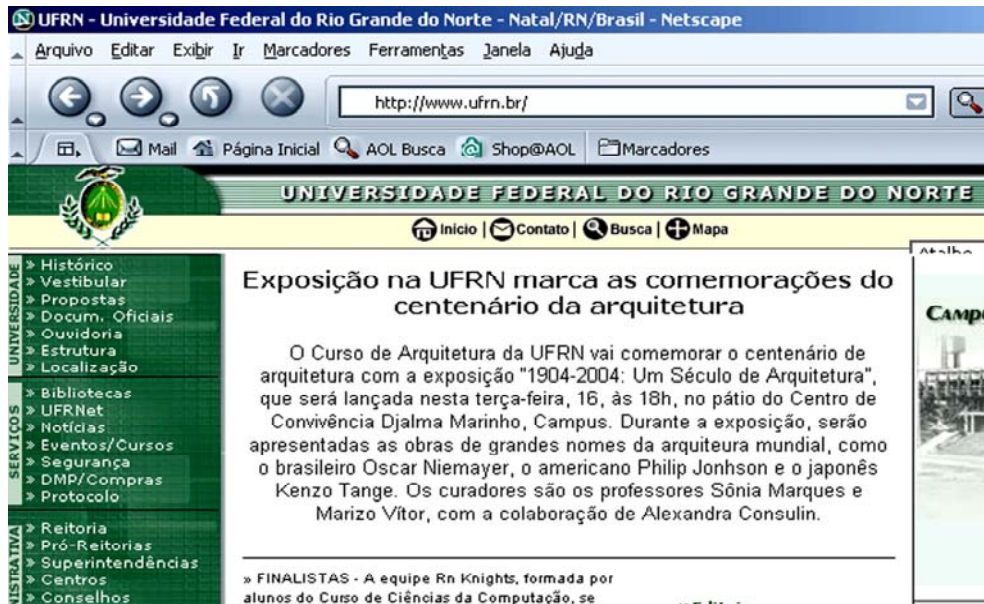 UFRN - Universidade Federal do Rio Grande do Norte - Natal/RN/Brasil - Netscape
Arquivo Editar Exibir Ir Marcadores Ferramentas Janela Ajuda
http://www.ufrn.br/
Mail Página Inicial AOL Busca Shop@AOL Marcadores
UNIVERSIDADE FEDERAL DO RIO GRANDE DO NORTE
Inicio | Contato | Busca | Mapa
Atalho
UNIVERSIDADE
» Histórico
» Vestibular
» Propostas
» Docum. Oficiais
» Ouvidoria
» Estrutura
» Localização
SERVIÇOS
» Bibliotecas
» UFRNet
» Notícias
» Eventos/Cursos
» Segurança
» DMP/Compras
» Protocolo
» Reitoria
» Pró-Reitorias
» Superintendências
» Centros
» Conselhos
Exposição na UFRN marca as comemorações do
centenário da arquitetura
O Curso de Arquitetura da UFRN vai comemorar o centenário de
arquitetura com a exposição "1904-2004: Um Século de Arquitetura",
que será lançada nesta terça-feira, 16, às 18h, no pátio do Centro de
Convivência Djalma Marinho, Campus. Durante a exposição, serão
apresentadas as obras de grandes nomes da arquiteura mundial, como
o brasileiro Oscar Niemayer, o americano Philip Jonhson e o japonês
Kenzo Tange. Os curadores são os professores Sônia Marques e
Marizo Vítor, com a colaboração de Alexandra Consulin.
» FINALISTAS - A equipe Rn Knights, formada por
alunos do Curso de Ciências da Computação, se